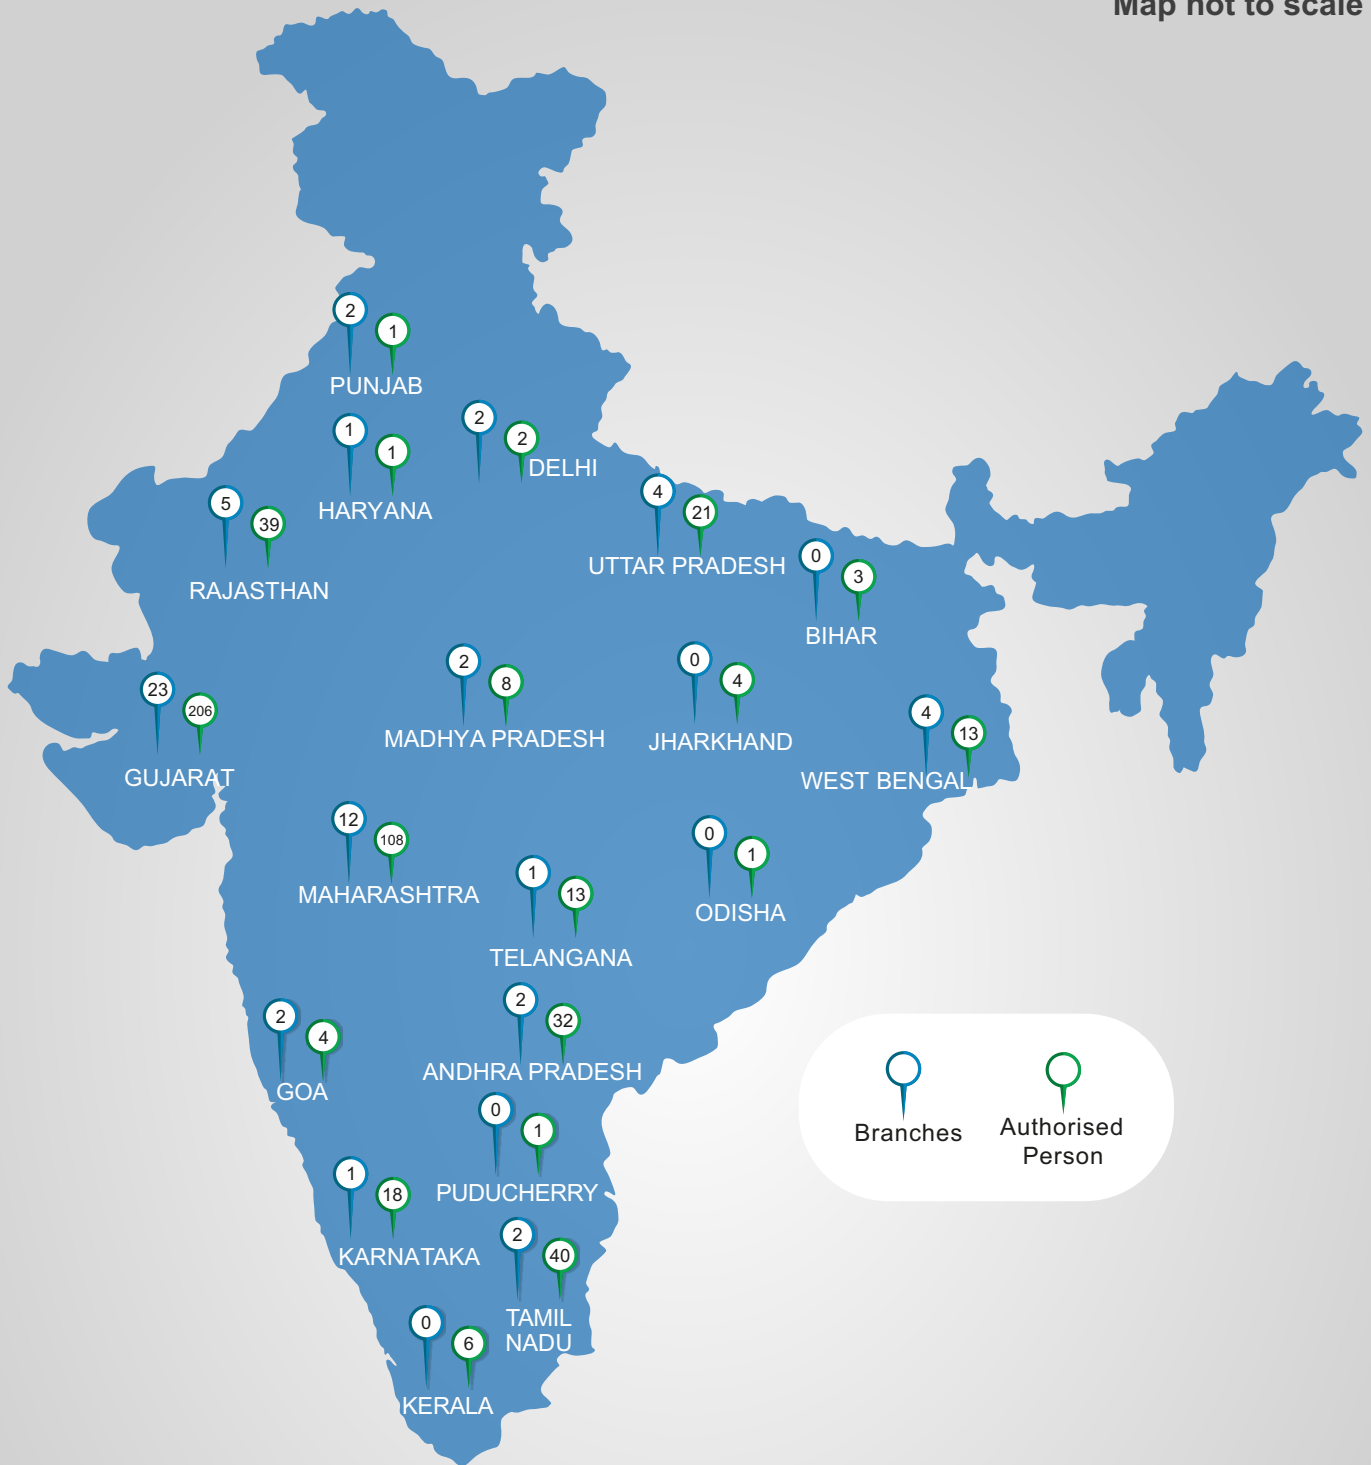 Map not to scale
2
1
PUNJAB
2
2
DELHI
1
1
HARYANA
5
39
RAJASTHAN
4
21
UTTAR PRADESH
0
3
BIHAR
23
206
GUJARAT
2
8
MADHYA PRADESH
0
4
JHARKHAND
4
13
WEST BENGAL
12
108
MAHARASHTRA
1
13
TELANGANA
0
1
ODISHA
2
4
GOA
2
32
ANDHRA PRADESH
0
1
PUDUCHERRY
1
18
KARNATAKA
2
40
TAMIL
NADU
0
6
KERALA
Branches
Authorised
Person